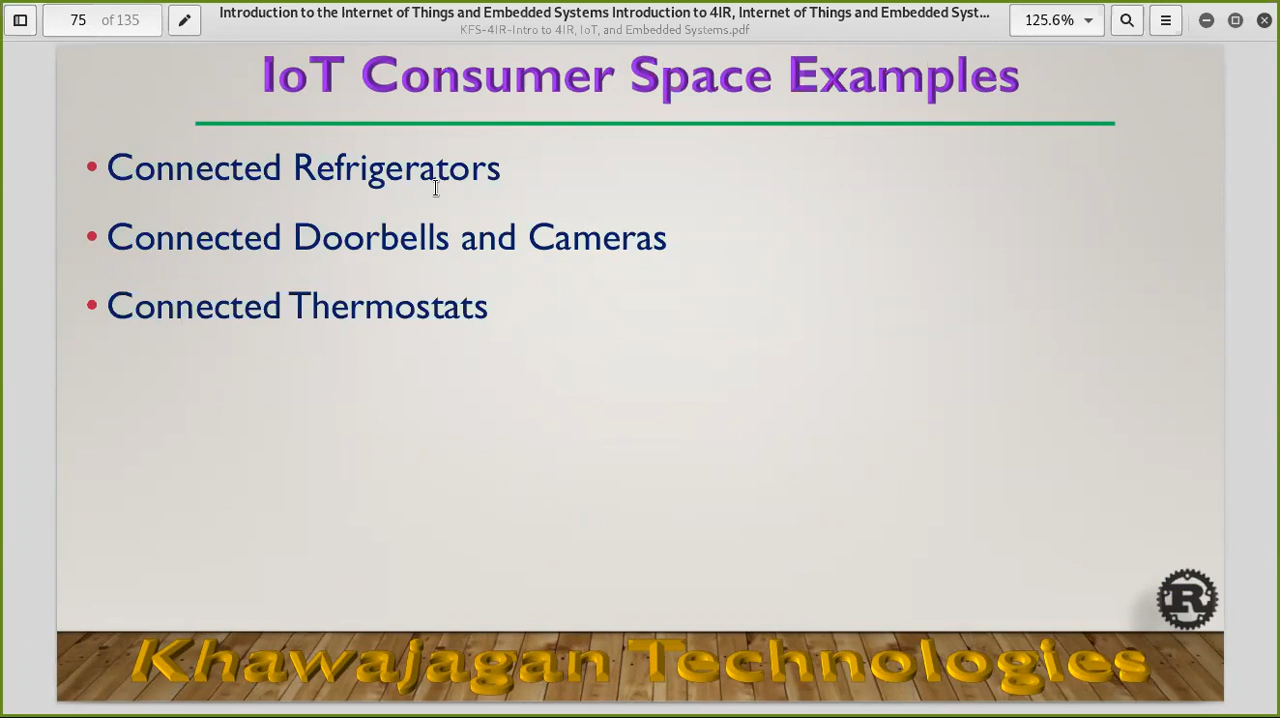 75 of 135
Introduction to the Internet of Things and Embedded Systems Introduction to 4IR, Internet of Things and Embedded Syst...
KFS-4IR-Intro to 4IR, IoT, and Embedded Systems.pdf
125.6%
IoT Consumer Space Examples
• Connected Refrigerators
• Connected Doorbells and Cameras
• Connected Thermostats
R
Khawajagan Technologies